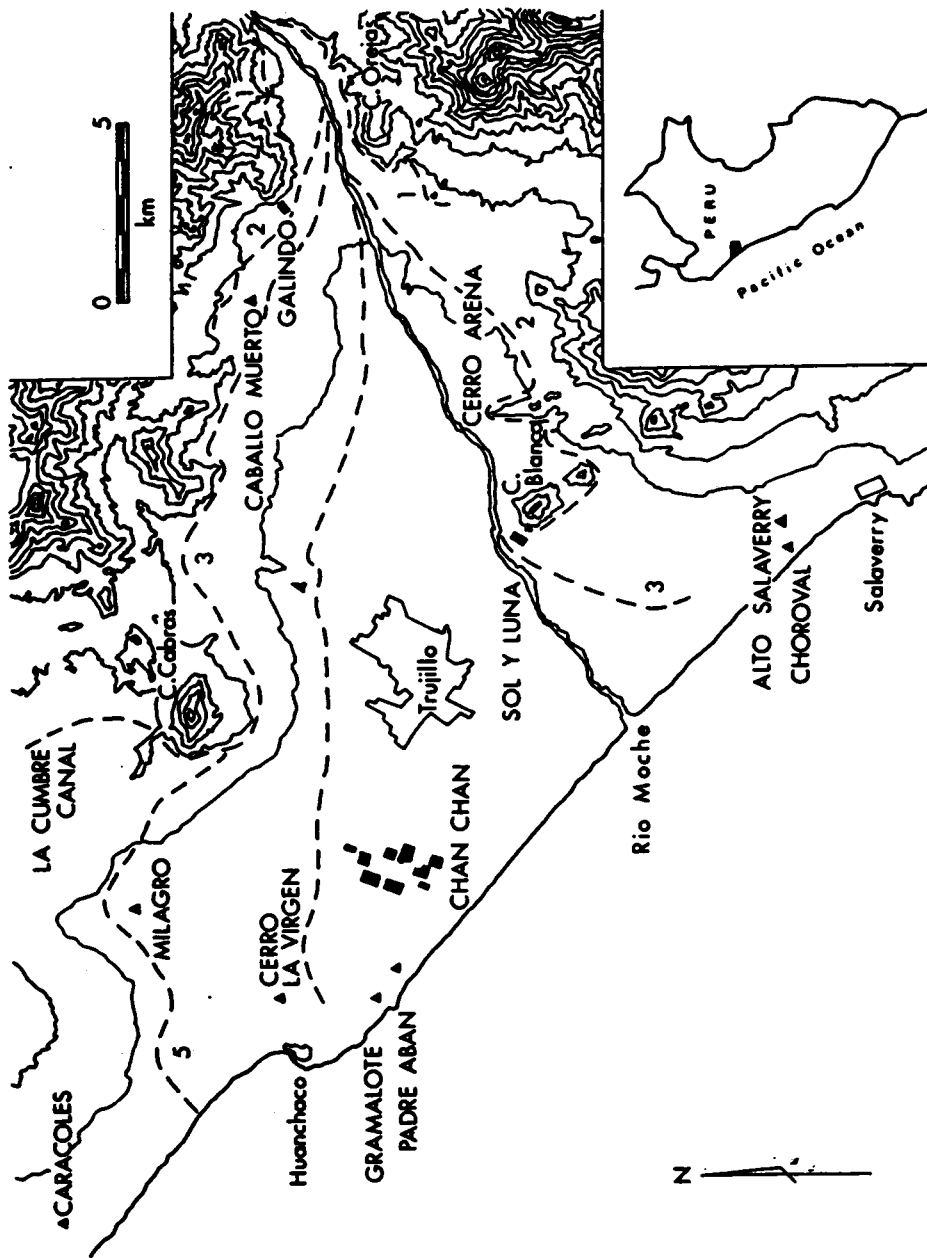 CARACOLES
LA CUMBRE
CANAL
C. Cabras
MILAGRO
5
3
CABALLO MUERTO
2
GALINDO
0 5
km
C. Orejas
1
Huanchaco
CERRO
LA VIRGEN
4
Trujillo
CERRO ARENA
2
C.
Blanco
GRAMALOTE
PADRE ABAN
CHAN CHAN
SOL Y LUNA
3
Rio Moche
ALTO SALAVERRY
CHOROVAL
Salaverry
N
PERU
Pacific Ocean